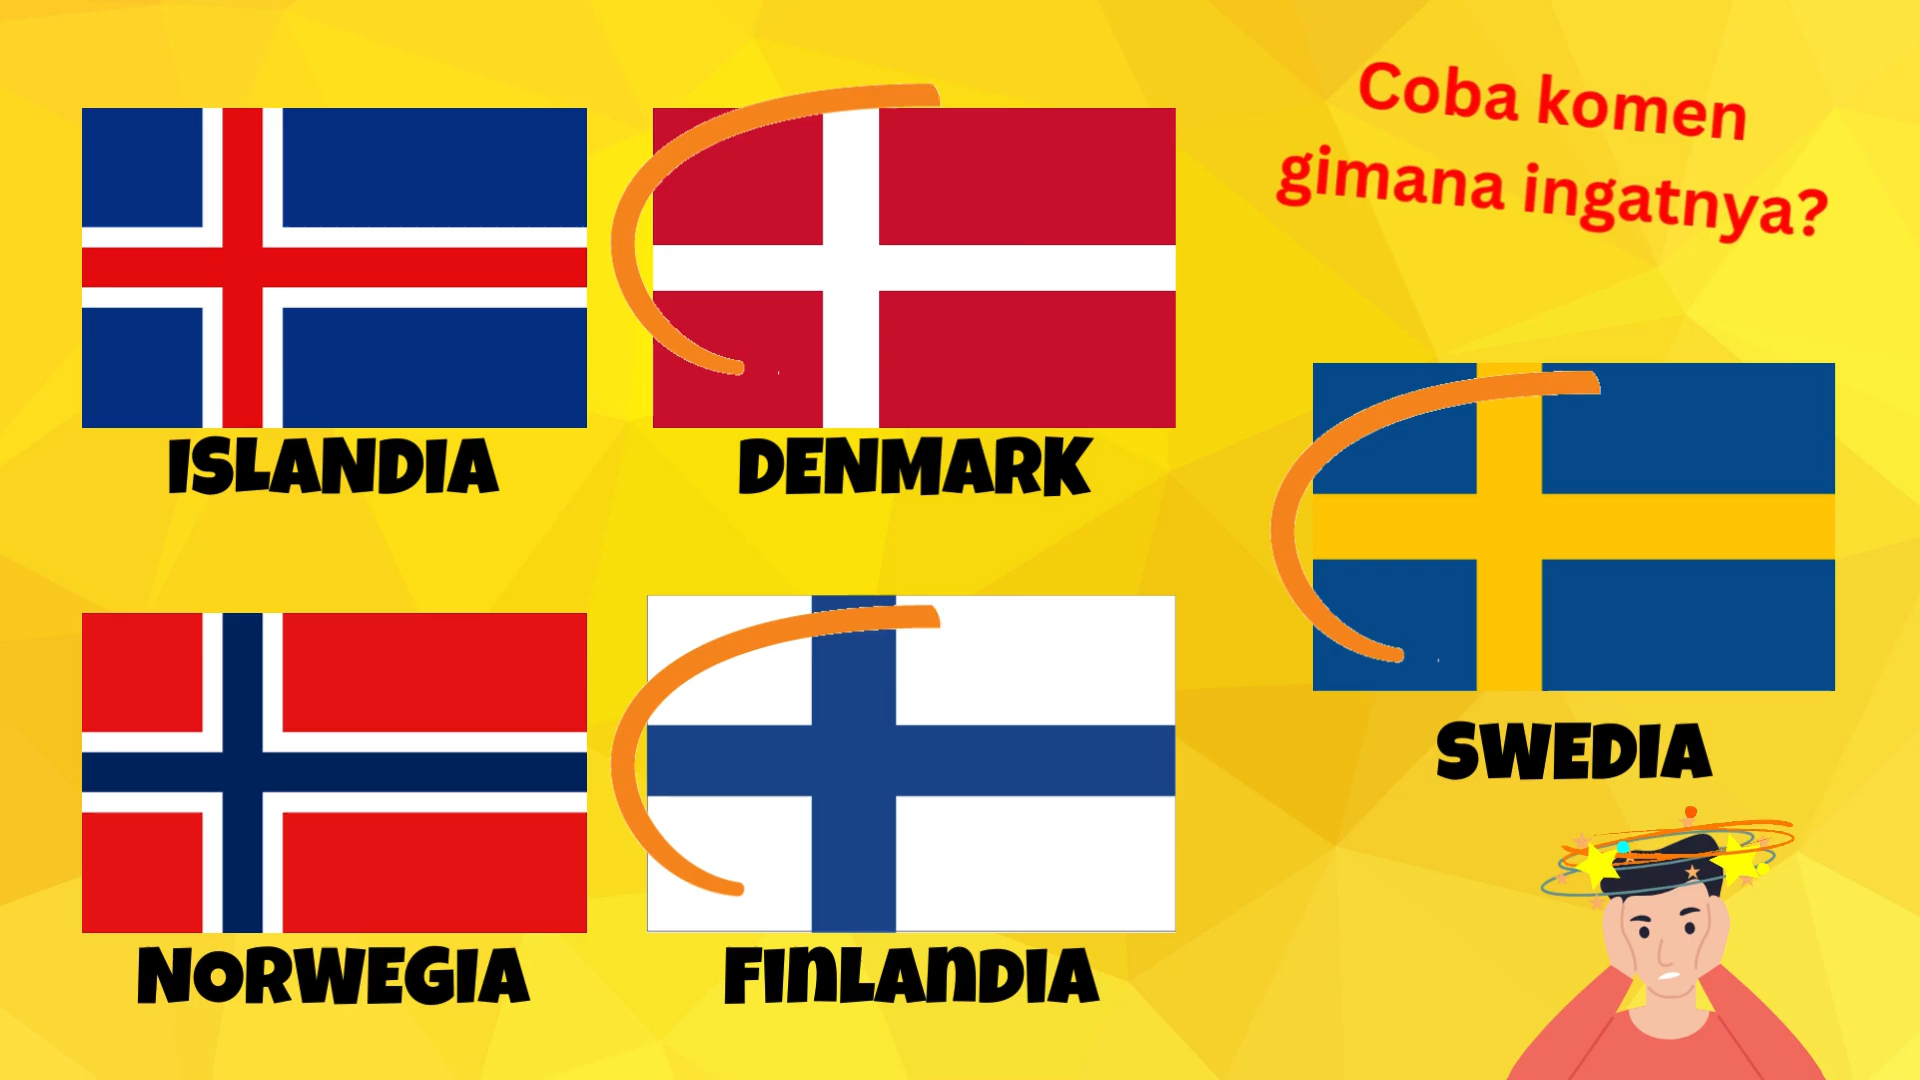 Coba komen
gimana ingatnya?
ISLANDIA
DENMARK
SWEDIA
NORWEGIA
FINLANDIA